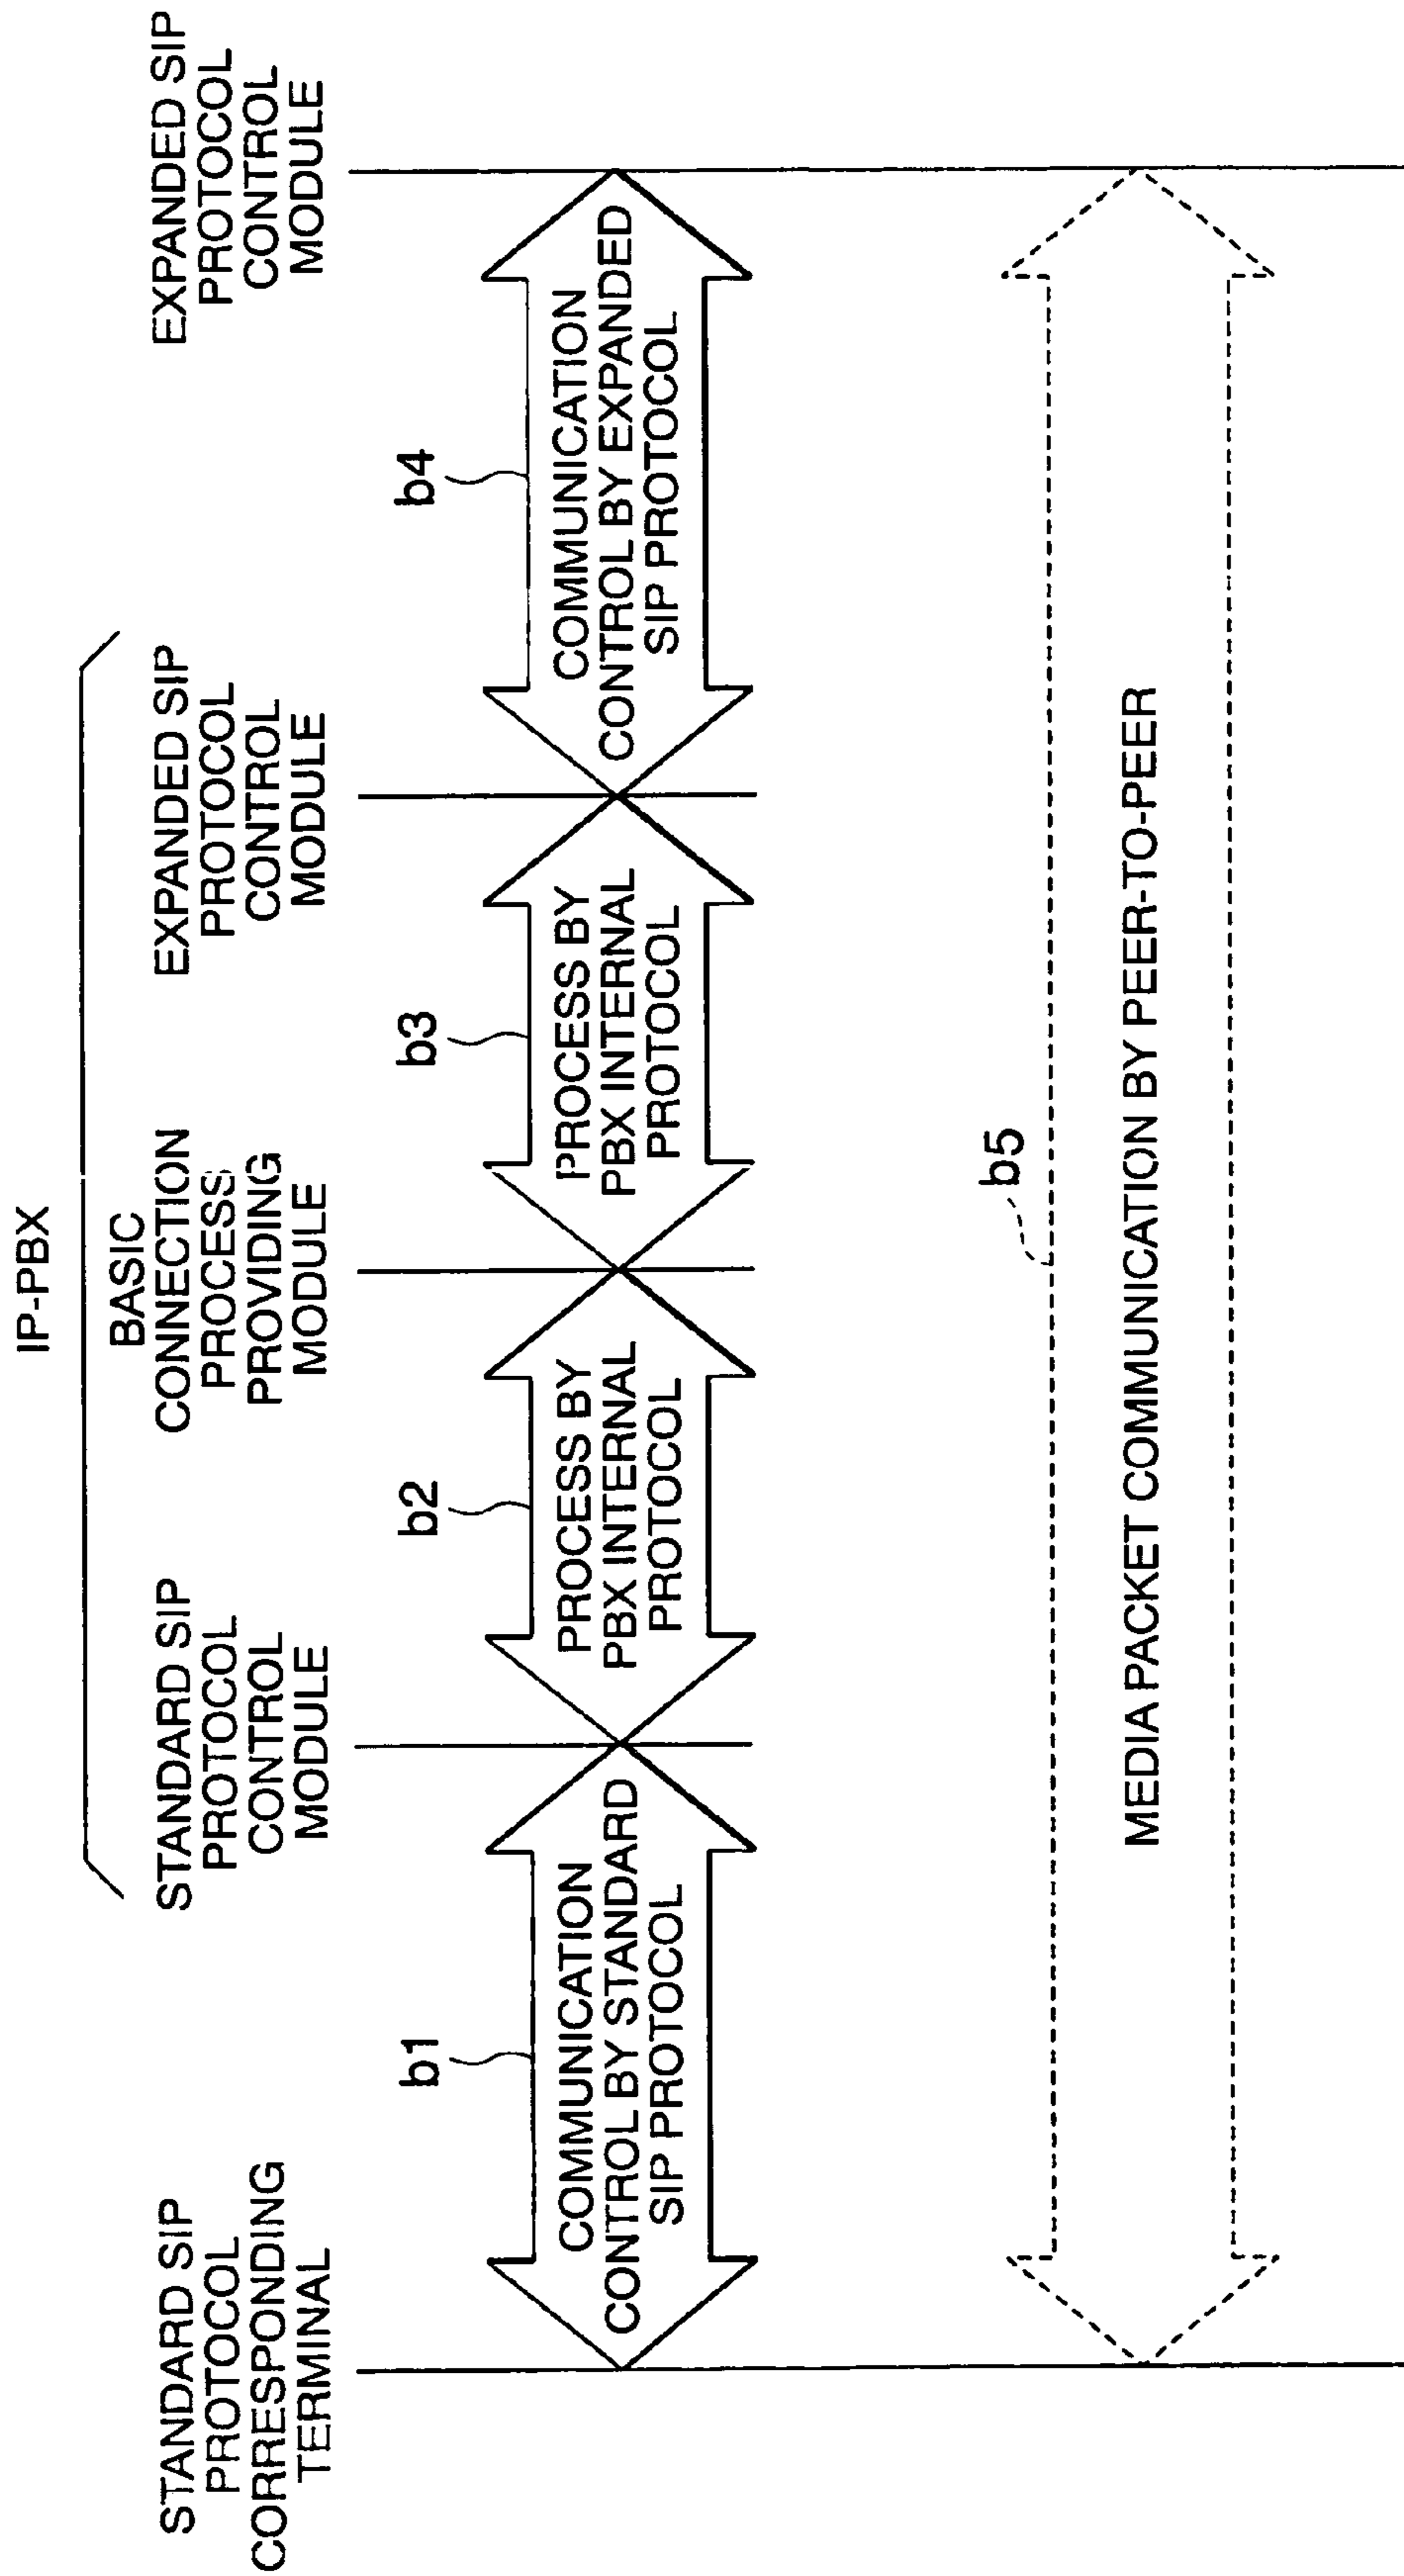 IP-PBX
STANDARD SIP
PROTOCOL
CORRESPONDING
TERMINAL
STANDARD SIP
PROTOCOL
CONTROL
MODULE
BASIC
CONNECTION
PROCESS
PROVIDING
MODULE
EXPANDED SIP
PROTOCOL
CONTROL
MODULE
EXPANDED SIP
PROTOCOL
CONTROL
MODULE
b1
COMMUNICATION
CONTROL BY STANDARD
SIP PROTOCOL
b2
PROCESS BY
PBX INTERNAL
PROTOCOL
b3
PROCESS BY
PBX INTERNAL
PROTOCOL
b4
COMMUNICATION
CONTROL BY EXPANDED
SIP PROTOCOL
b5
MEDIA PACKET COMMUNICATION BY PEER-TO-PEER